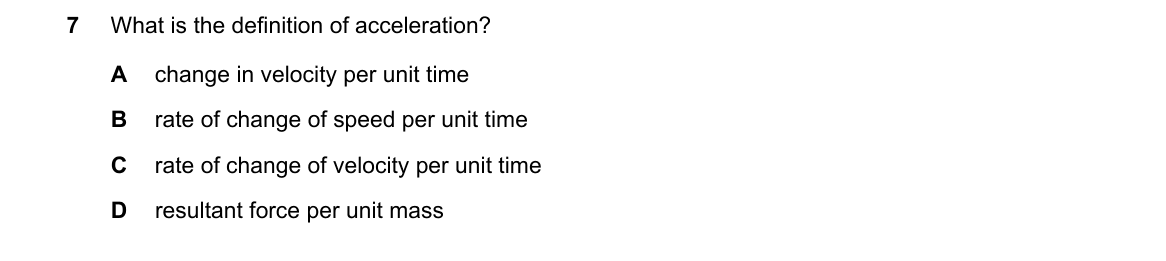 7 What is the definition of acceleration?
A change in velocity per unit time
B rate of change of speed per unit time
C rate of change of velocity per unit time
D resultant force per unit mass